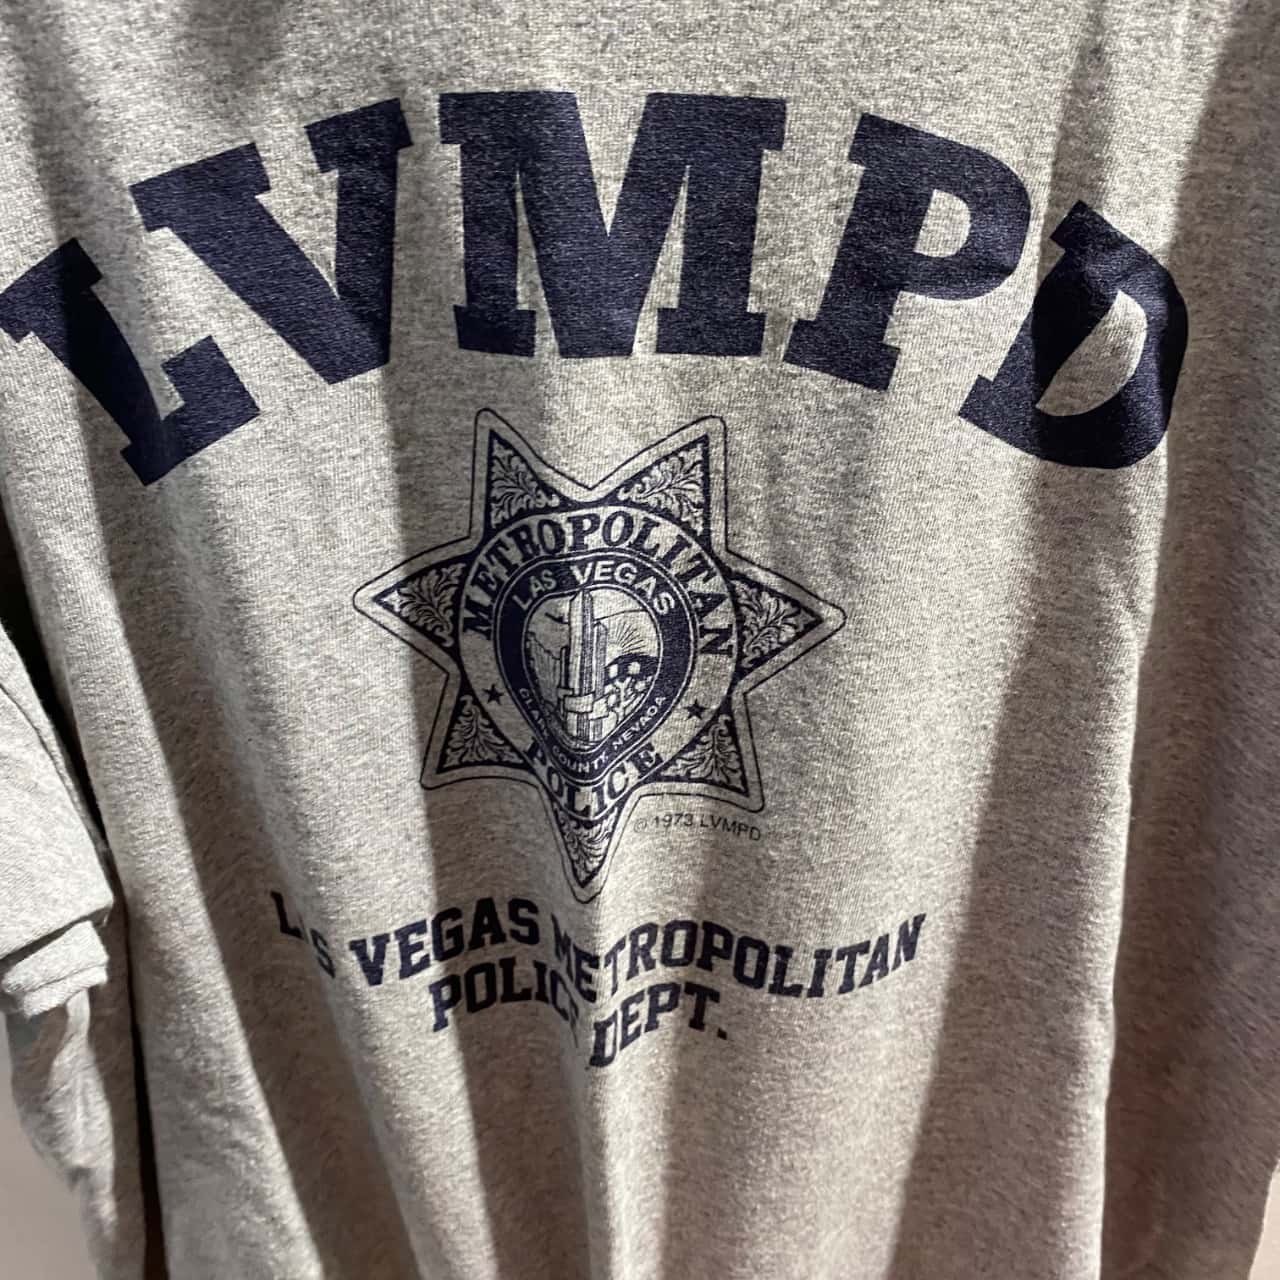 LVMPD
METROPOLITAN
LAS VEGAS
CLARK COUNTY, NEVADA
POLICE
© 1973 LVMPD
LAS VEGAS METROPOLITAN
POLICE DEPT.